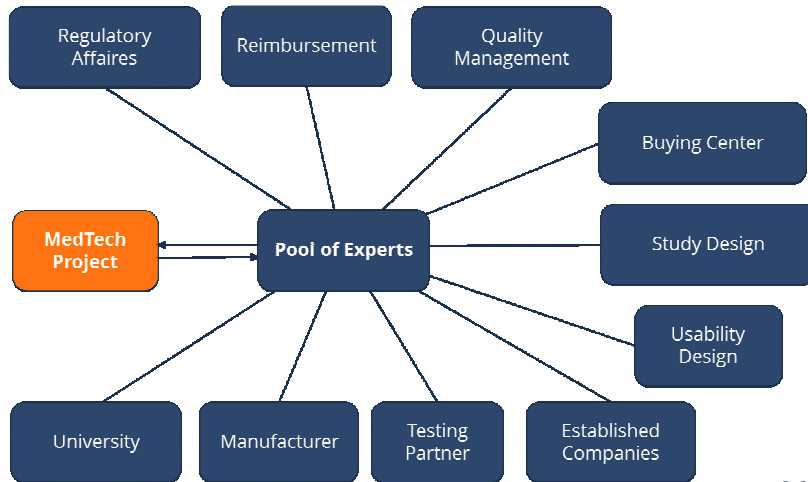 Regulatory
Affaires
Reimbursement
Quality
Management
Buying Center
MedTech
Project
Pool of Experts
Study Design
Usability
Design
University
Manufacturer
Testing
Partner
Established
Companies